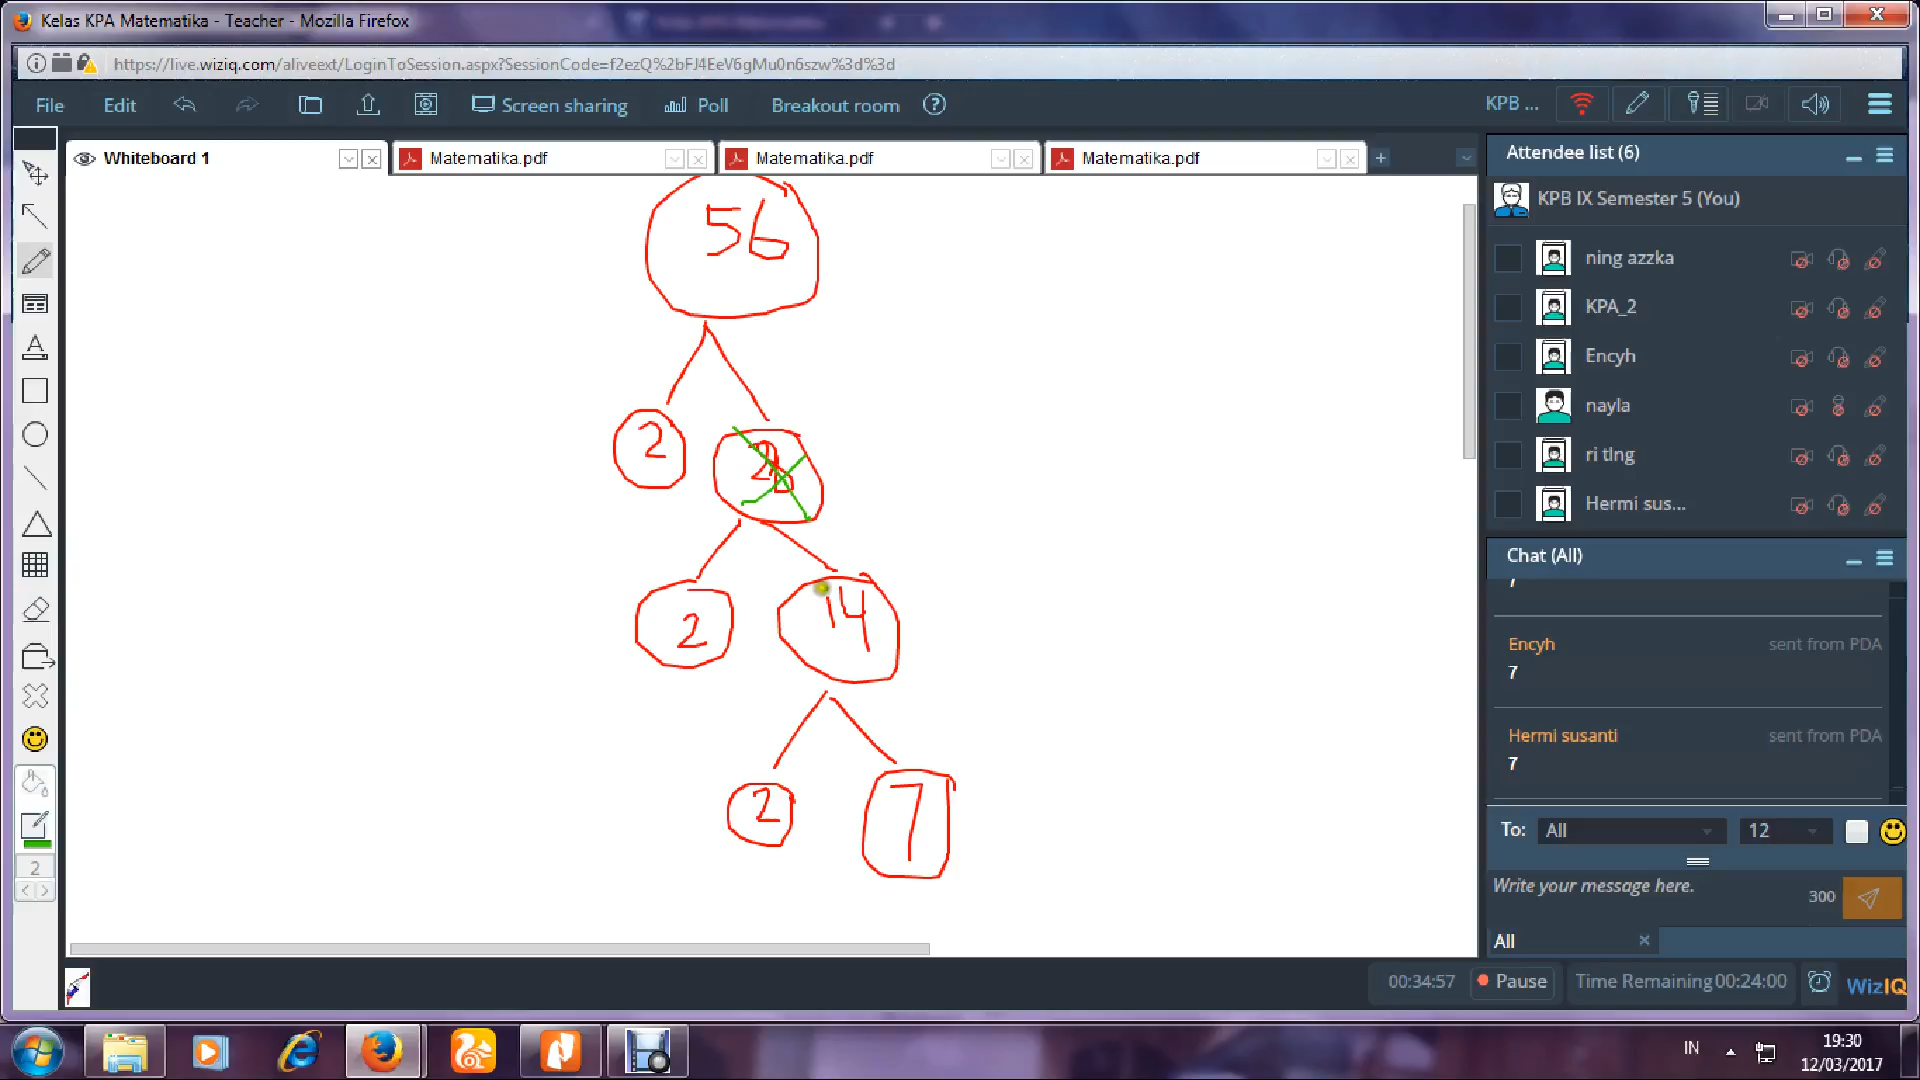 Kelas KPA Matematika - Teacher - Mozilla Firefox
https://live.wiziq.com/aliveext/LoginToSession.aspx?SessionCode=f2ezQ%2bFJ4EeV6gMu0n6szw%3d%3d
File Edit Screen sharing Poll Breakout room ? KPB ...
Whiteboard 1 Matematika.pdf Matematika.pdf Matematika.pdf +
56
2
2 14
2 7
2
Attendee list (6)
KPB IX Semester 5 (You)
ning azzka
KPA_2
Encyh
nayla
ri tlng
Hermi sus...
Chat (All)
Encyh sent from PDA
7
Hermi susanti sent from PDA
7
To: All 12
Write your message here. 300
All
00:34:57 Pause Time Remaining 00:24:00 WizIQ
IN 19:30
12/03/2017